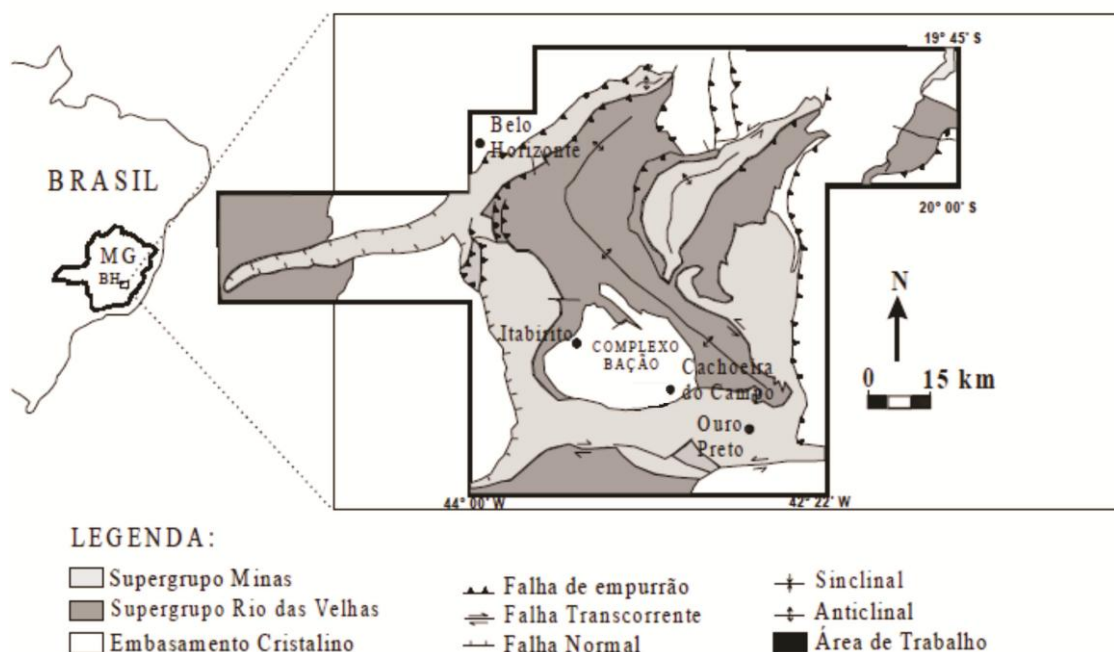 19° 45' S
Belo
Horizonte
BRASIL
20° 00' S
MG
BH
N
Itabirito
COMPLEXO
BAÇÃO
Cachoeira
do Campo
0 15 km
Ouro
Preto
44° 00' W
42° 22' W
LEGENDA:
Supergrupo Minas
Supergrupo Rio das Velhas
Embasamento Cristalino
Falha de empurrão
Falha Transcorrente
Falha Normal
Sinclinal
Anticlinal
Área de Trabalho